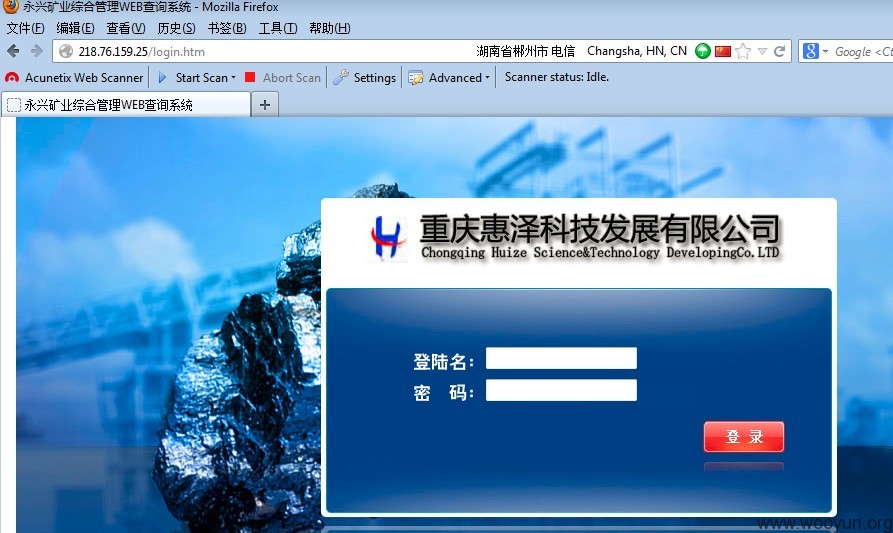 永兴矿业综合管理WEB查询系统 - Mozilla Firefox
文件(F) 编辑(E) 查看(V) 历史(S) 书签(B) 工具(T) 帮助(H)
218.76.159.25/login.htm 湖南省郴州市 电信 Changsha, HN, CN Google <Ct
Acunetix Web Scanner Start Scan Abort Scan Settings Advanced Scanner status: Idle.
永兴矿业综合管理WEB查询系统
重庆惠泽科技发展有限公司
Chongqing Huize Science&Technology DevelopingCo.LTD
登陆名：
密 码：
登 录
www.wooyun.org